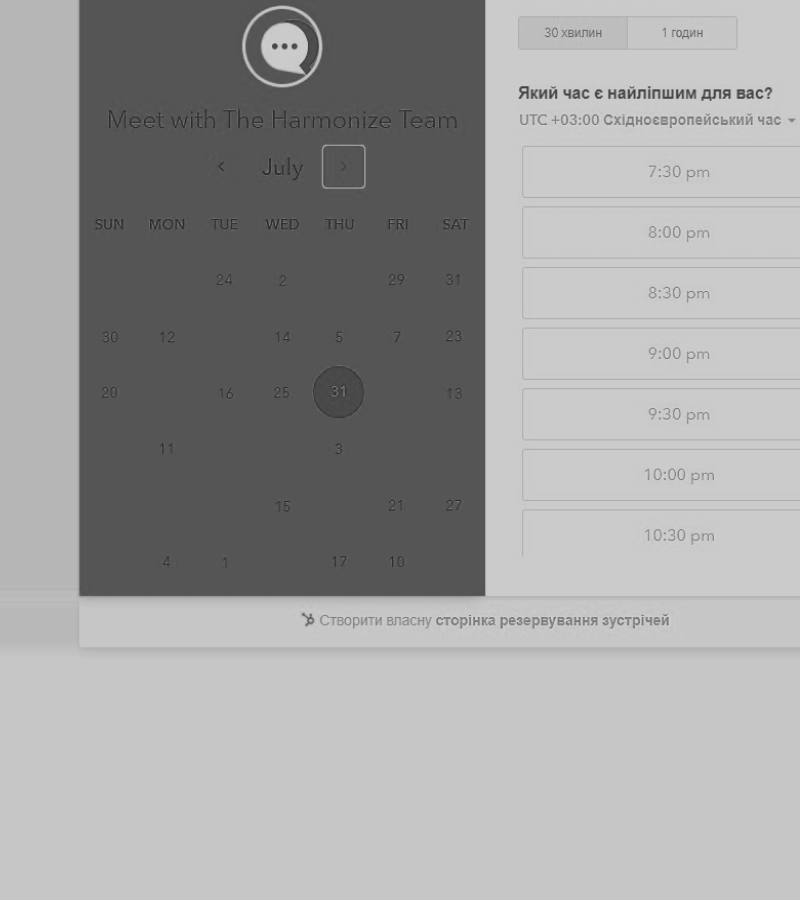 Meet with The Harmonize Team
July
SUN MON TUE WED THU FRI SAT
24 2 29 31
30 12 14 5 7 23
20 16 25 31 13
11 3
15 21 27
4 1 17 10
30 хвилин 1 годин
Який час є найліпшим для вас?
UTC +03:00 Східноєвропейський час
7:30 pm
8:00 pm
8:30 pm
9:00 pm
9:30 pm
10:00 pm
10:30 pm
Створити власну сторінка резервування зустрічей